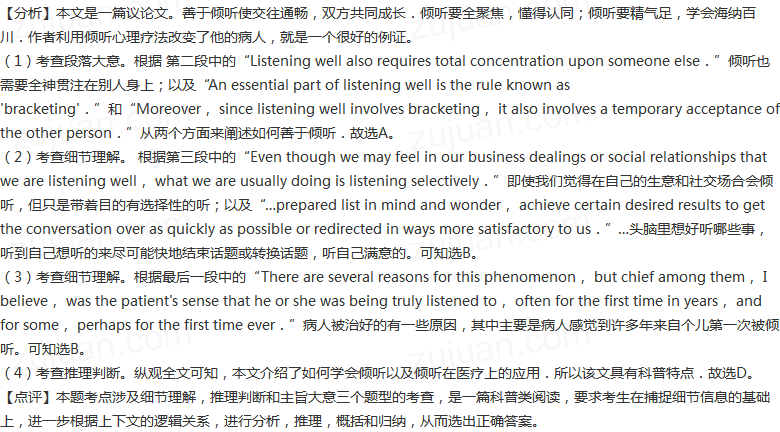 【分析】本文是一篇议论文。善于倾听使交往通畅，双方共同成长．倾听要全聚焦，懂得认同；倾听要精气足，学会海纳百
川．作者利用倾听心理疗法改变了他的病人，就是一个很好的例证。
（1）考查段落大意。根据 第二段中的“Listening well also requires total concentration upon someone else．”倾听也
需要全神贯注在别人身上；以及“An essential part of listening well is the rule known as
'bracketing'．”和“Moreover，since listening well involves bracketing，it also involves a temporary acceptance of
the other person．”从两个方面来阐述如何善于倾听．故选A。
（2）考查细节理解。 根据第三段中的“Even though we may feel in our business dealings or social relationships that
we are listening well，what we are usually doing is listening selectively．”即使我们觉得在自己的生意和社交场合会倾
听，但只是带着目的有选择性的听；以及“...prepared list in mind and wonder，achieve certain desired results to get
the conversation over as quickly as possible or redirected in ways more satisfactory to us．”...头脑里想好听哪些事，
听到自己想听的来尽可能快地结束话题或转换话题，听自己满意的。可知选B。
（3）考查细节理解。根据最后一段中的“There are several reasons for this phenomenon，but chief among them，I
believe，was the patient's sense that he or she was being truly listened to，often for the first time in years，and
for some，perhaps for the first time ever．”病人被治好的有一些原因，其中主要是病人感觉到许多年来自个儿第一次被倾
听。可知选B。
（4）考查推理判断。纵观全文可知，本文介绍了如何学会倾听以及倾听在医疗上的应用．所以该文具有科普特点．故选D。
【点评】本题考点涉及细节理解，推理判断和主旨大意三个题型的考查，是一篇科普类阅读，要求考生在捕捉细节信息的基础
上，进一步根据上下文的逻辑关系，进行分析，推理，概括和归纳，从而选出正确答案。